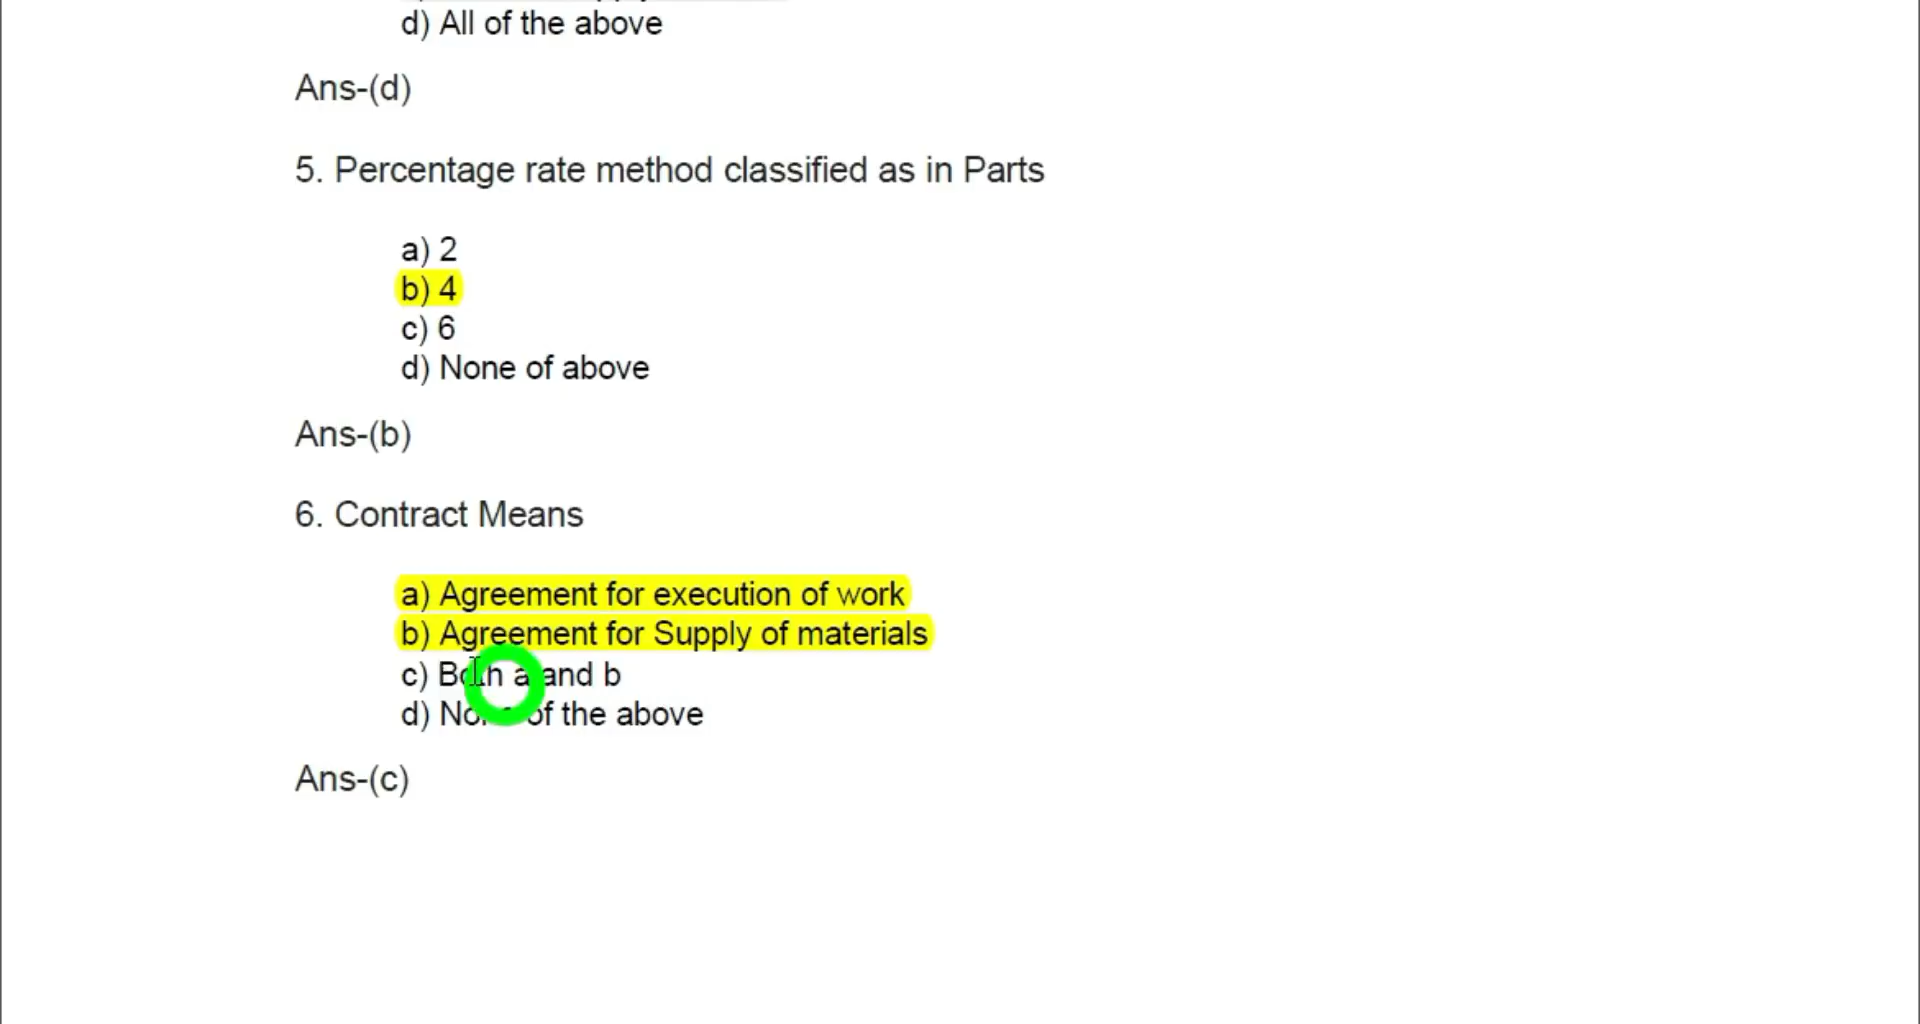 d) All of the above
Ans-(d)
5. Percentage rate method classified as in Parts
a) 2
b) 4
c) 6
d) None of above
Ans-(b)
6. Contract Means
a) Agreement for execution of work
b) Agreement for Supply of materials
c) Both a and b
d) None of the above
Ans-(c)